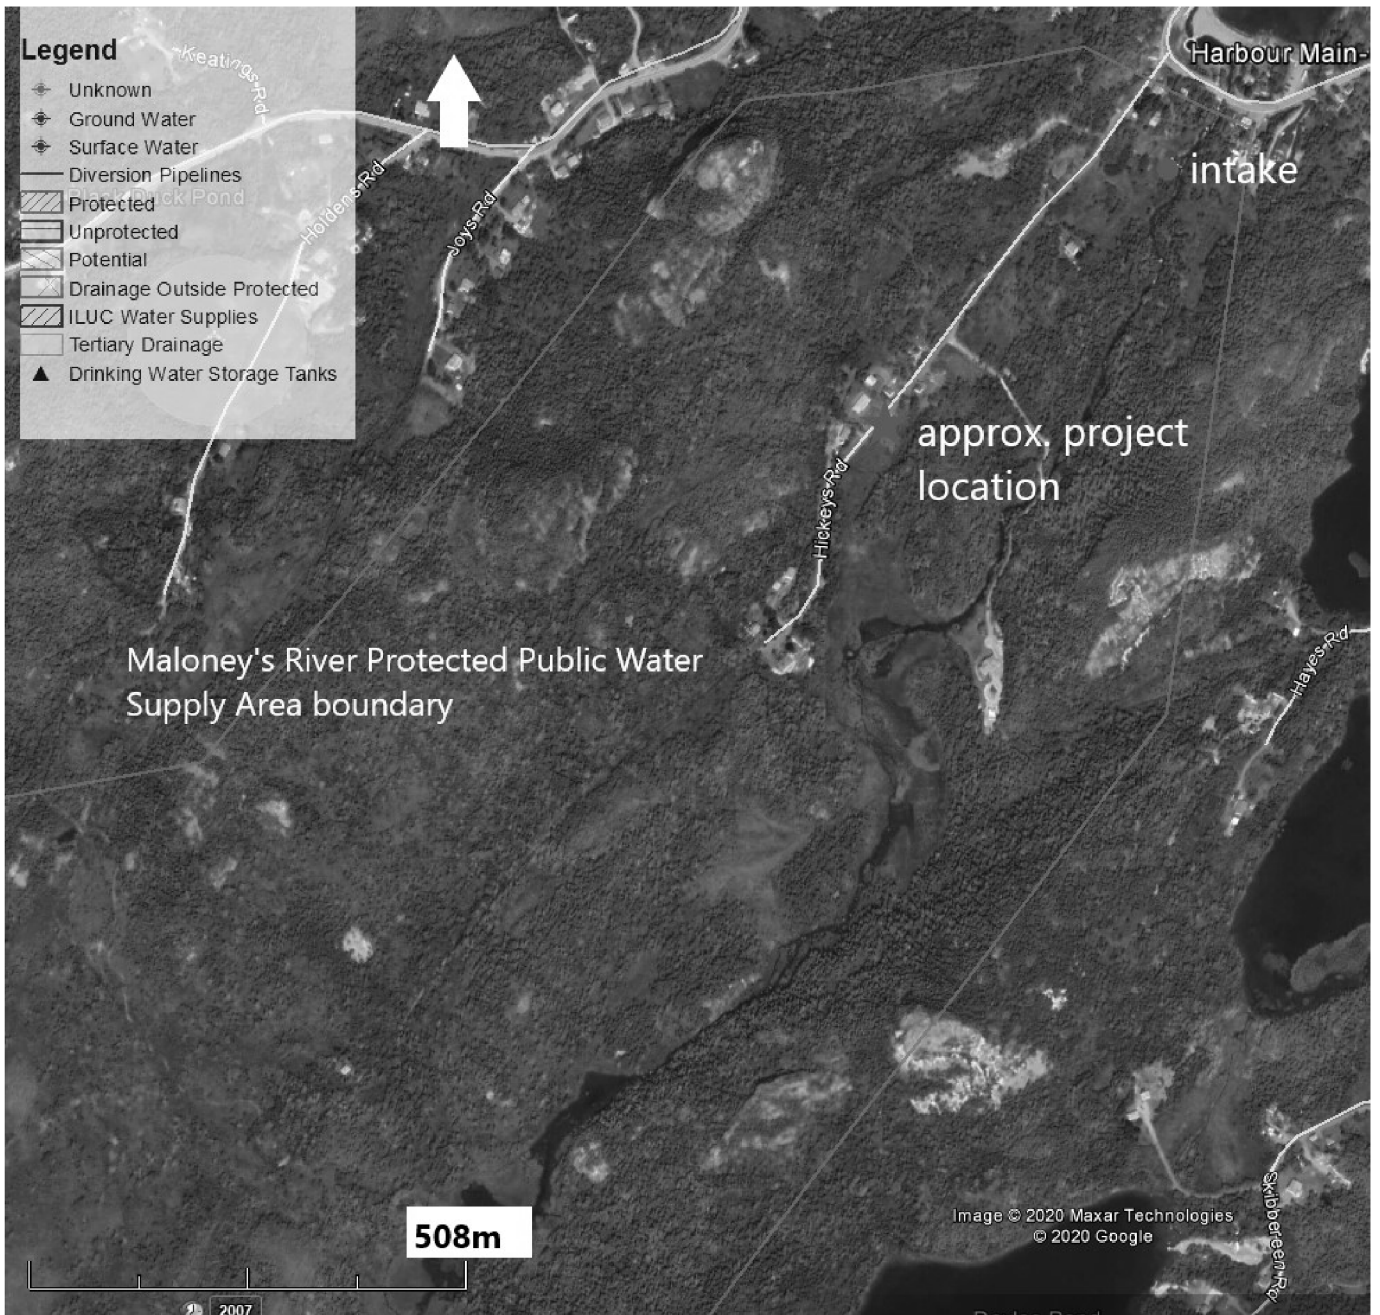 Legend
Unknown
Ground Water
Surface Water
Diversion Pipelines
Protected
Unprotected
Potential
Drainage Outside Protected
ILUC Water Supplies
Tertiary Drainage
Drinking Water Storage Tanks
Keatings Rd
Duck Pond
Holdens Rd
Joys Rd
Harbour Main-
intake
approx. project
location
Hickeys Rd
Hayes Rd
Maloney's River Protected Public Water
Supply Area boundary
Skibbereen Rd
Image © 2020 Maxar Technologies
© 2020 Google
508m
2007